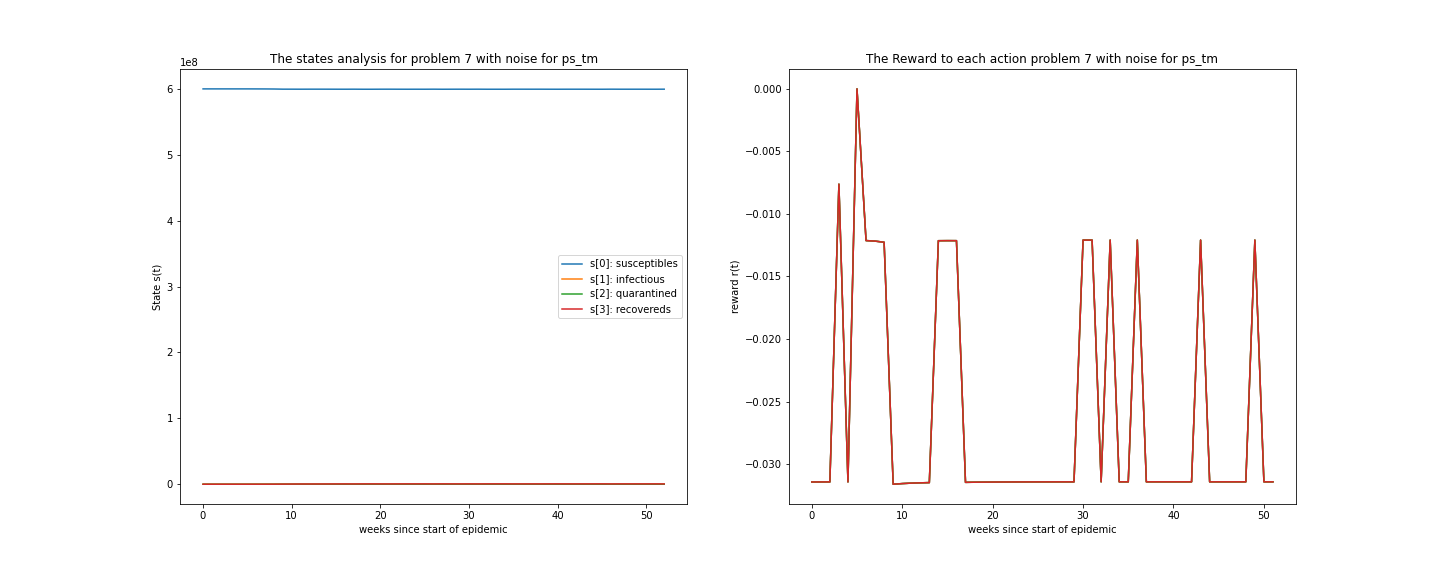 The states analysis for problem 7 with noise for ps_tm
1e8
6
5
4
3
2
1
0
State s(t)
s[0]: susceptibles
s[1]: infectious
s[2]: quarantined
s[3]: recovereds
0 10 20 30 40 50
weeks since start of epidemic
The Reward to each action problem 7 with noise for ps_tm
0.000
−0.005
−0.010
−0.015
−0.020
−0.025
−0.030
reward r(t)
0 10 20 30 40 50
weeks since start of epidemic